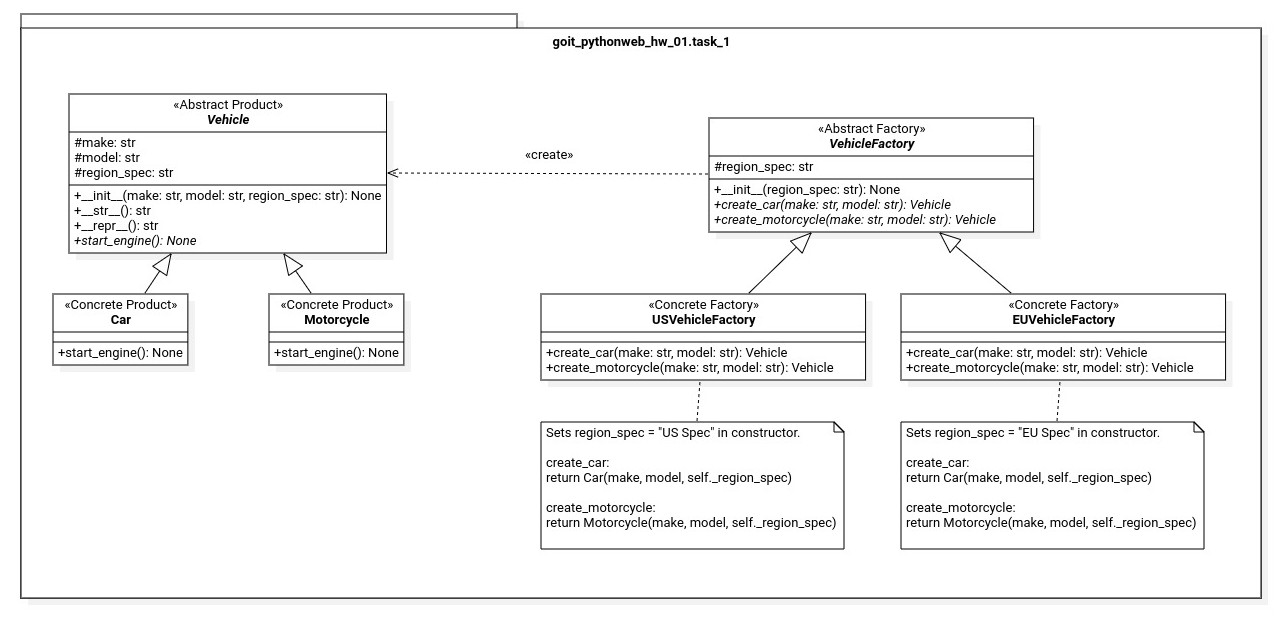 goit_pythonweb_hw_01.task_1
«Abstract Product»
Vehicle
#make: str
#model: str
#region_spec: str
+__init__(make: str, model: str, region_spec: str): None
+__str__(): str
+__repr__(): str
+start_engine(): None
«create»
«Abstract Factory»
VehicleFactory
#region_spec: str
+__init__(region_spec: str): None
+create_car(make: str, model: str): Vehicle
+create_motorcycle(make: str, model: str): Vehicle
«Concrete Product»
Car
+start_engine(): None
«Concrete Product»
Motorcycle
+start_engine(): None
«Concrete Factory»
USVehicleFactory
+create_car(make: str, model: str): Vehicle
+create_motorcycle(make: str, model: str): Vehicle
«Concrete Factory»
EUVehicleFactory
+create_car(make: str, model: str): Vehicle
+create_motorcycle(make: str, model: str): Vehicle
Sets region_spec = "US Spec" in constructor.
create_car:
return Car(make, model, self._region_spec)
create_motorcycle:
return Motorcycle(make, model, self._region_spec)
Sets region_spec = "EU Spec" in constructor.
create_car:
return Car(make, model, self._region_spec)
create_motorcycle:
return Motorcycle(make, model, self._region_spec)